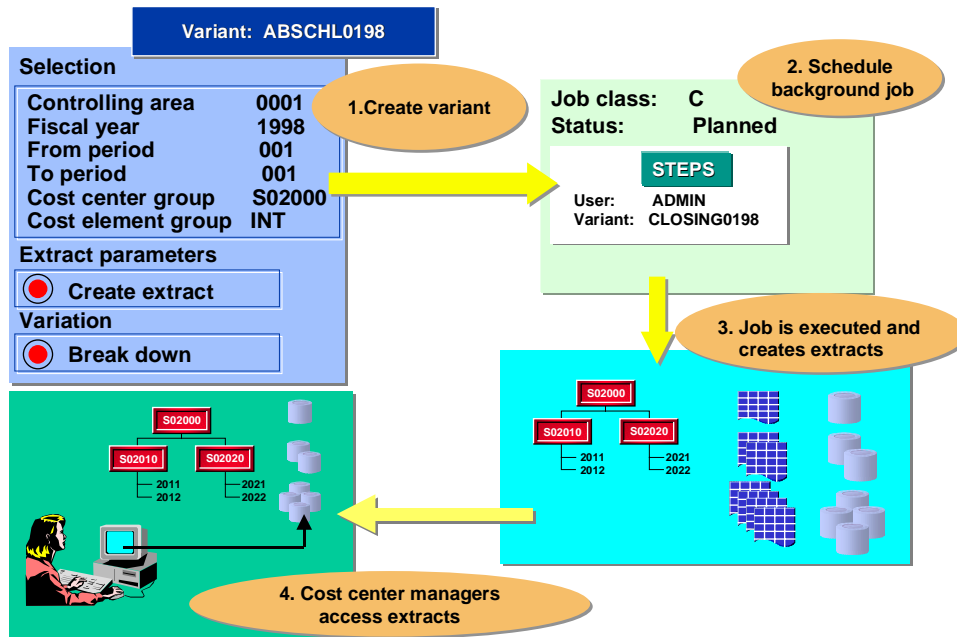 Variant: ABSCHL0198
Selection
Controlling area 0001
Fiscal year 1998
From period 001
To period 001
Cost center group S02000
Cost element group INT
Extract parameters
Create extract
Variation
Break down
1.Create variant
2. Schedule
background job
Job class: C
Status: Planned
STEPS
User: ADMIN
Variant: CLOSING0198
3. Job is executed and
creates extracts
S02000
S02010 S02020
2011 2021
2012 2022
S02000
S02010 S02020
2011 2021
2012 2022
4. Cost center managers
access extracts